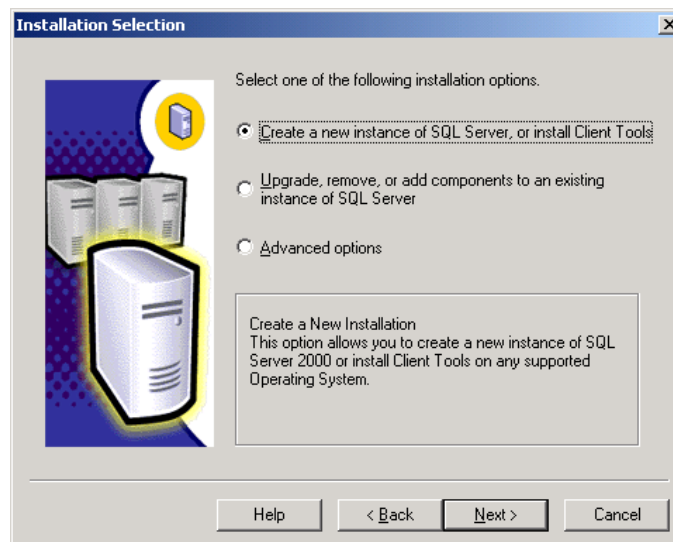 Installation Selection
Select one of the following installation options.
Create a new instance of SQL Server, or install Client Tools
Upgrade, remove, or add components to an existing
instance of SQL Server
Advanced options
Create a New Installation
This option allows you to create a new instance of SQL
Server 2000 or install Client Tools on any supported
Operating System.
Help
< Back
Next >
Cancel